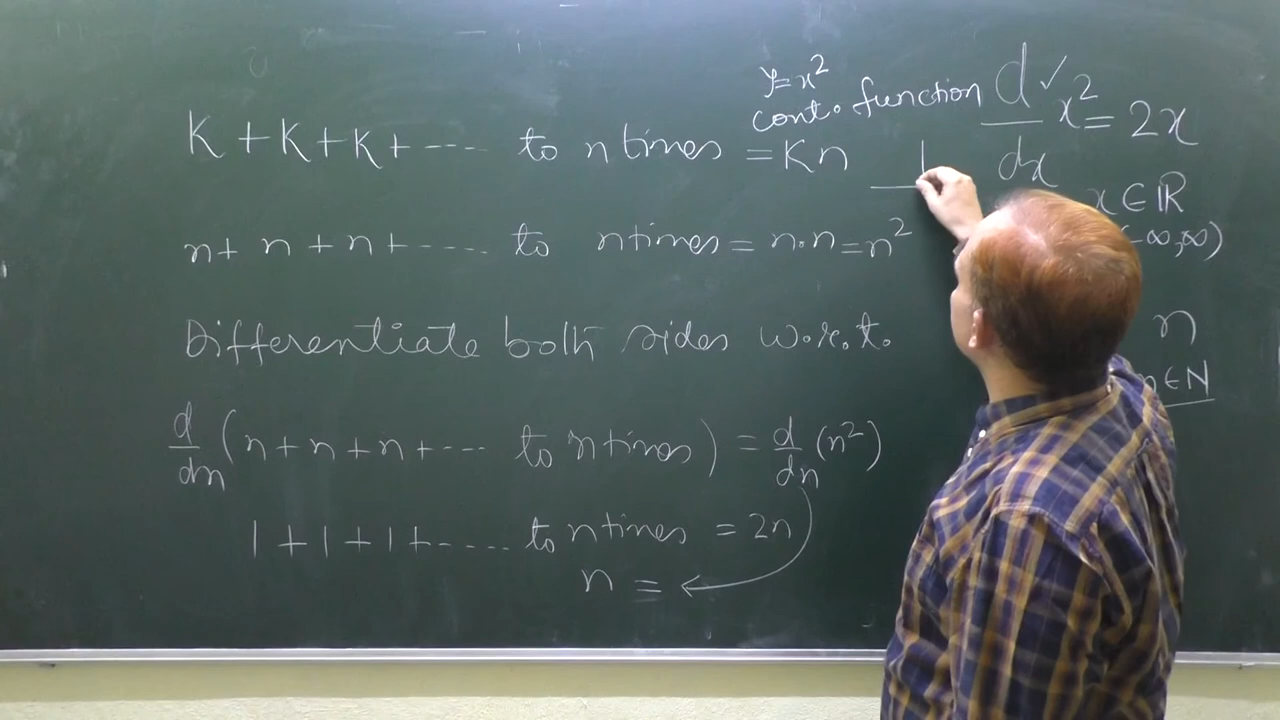 y=x²
cont. function d/dx ✓ x² = 2x
K + K + K + ---- to n times = Kn
x ∈ ℝ
(-∞,∞)
n + n + n + ---- to n times = n·n = n²
Differentiate both sides w.r.t. n
n ∈ N
d/dn (n + n + n + ---- to n times) = d/dn (n²)
1 + 1 + 1 + ----- to n times = 2n
n = ←